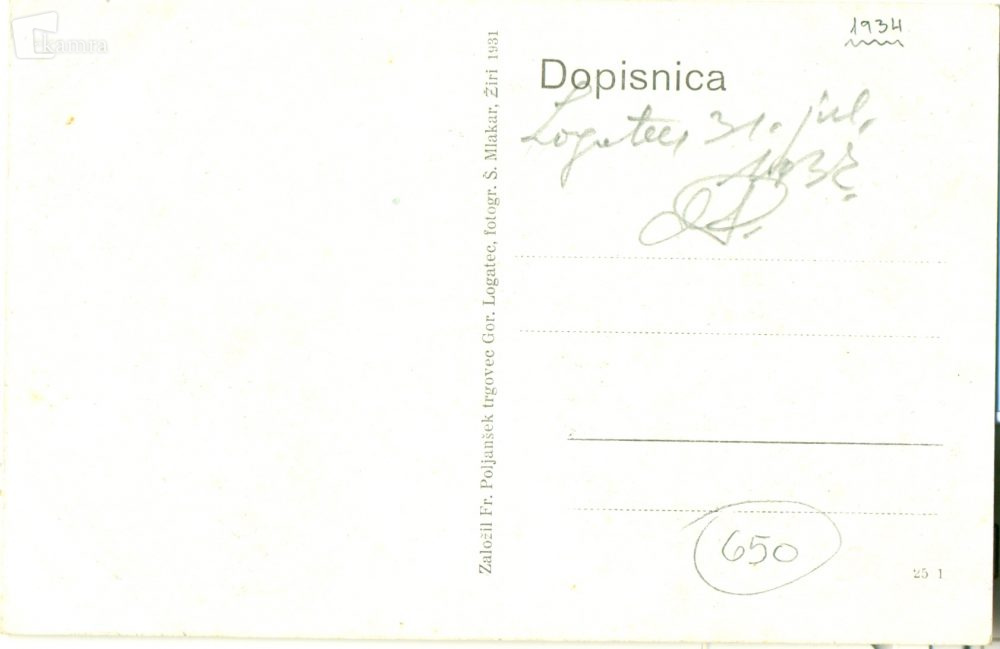 kamra
1934
Dopisnica
Logatec, 31. jul.
Založil Fr. Poljanšek trgovec Gor. Logatec, fotogr. Š. Mlakar, Žiri 1931
650
25 1